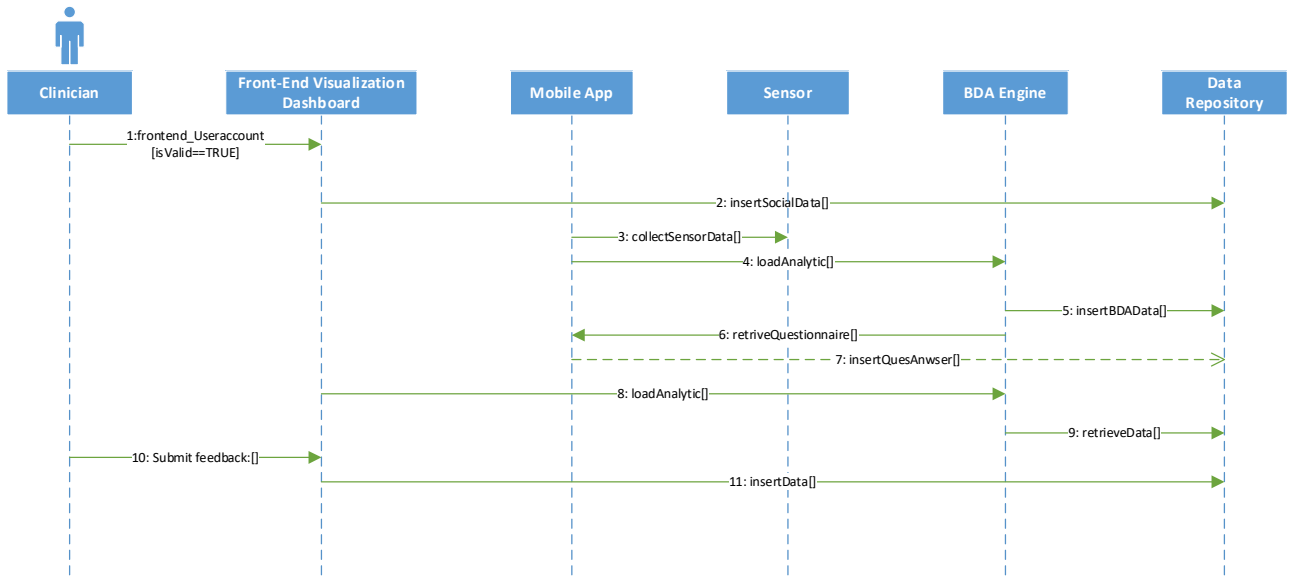 Clinician
Front-End Visualization
Dashboard
Mobile App
Sensor
BDA Engine
Data
Repository
1:frontend_Useraccount
[isValid==TRUE]
2: insertSocialData[]
3: collectSensorData[]
4: loadAnalytic[]
5: insertBDAData[]
6: retriveQuestionnaire[]
7: insertQuesAnwser[]
8: loadAnalytic[]
9: retrieveData[]
10: Submit feedback:[]
11: insertData[]